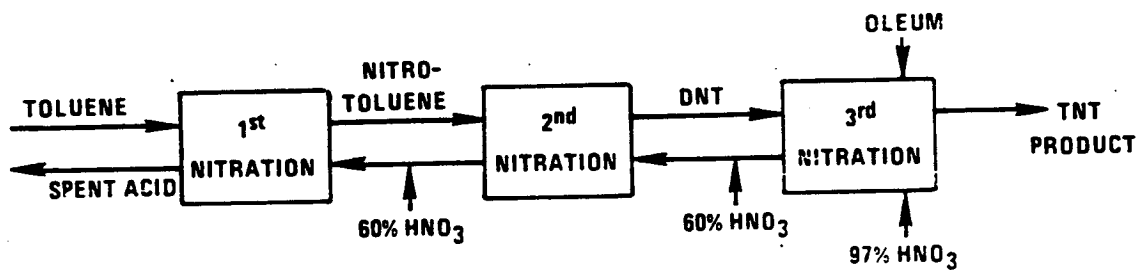 OLEUM
NITRO-
TOLUENE
TOLUENE
DNT
1st
NITRATION
2nd
NITRATION
3rd
NITRATION
TNT
PRODUCT
SPENT ACID
60% HNO3
60% HNO3
97% HNO3